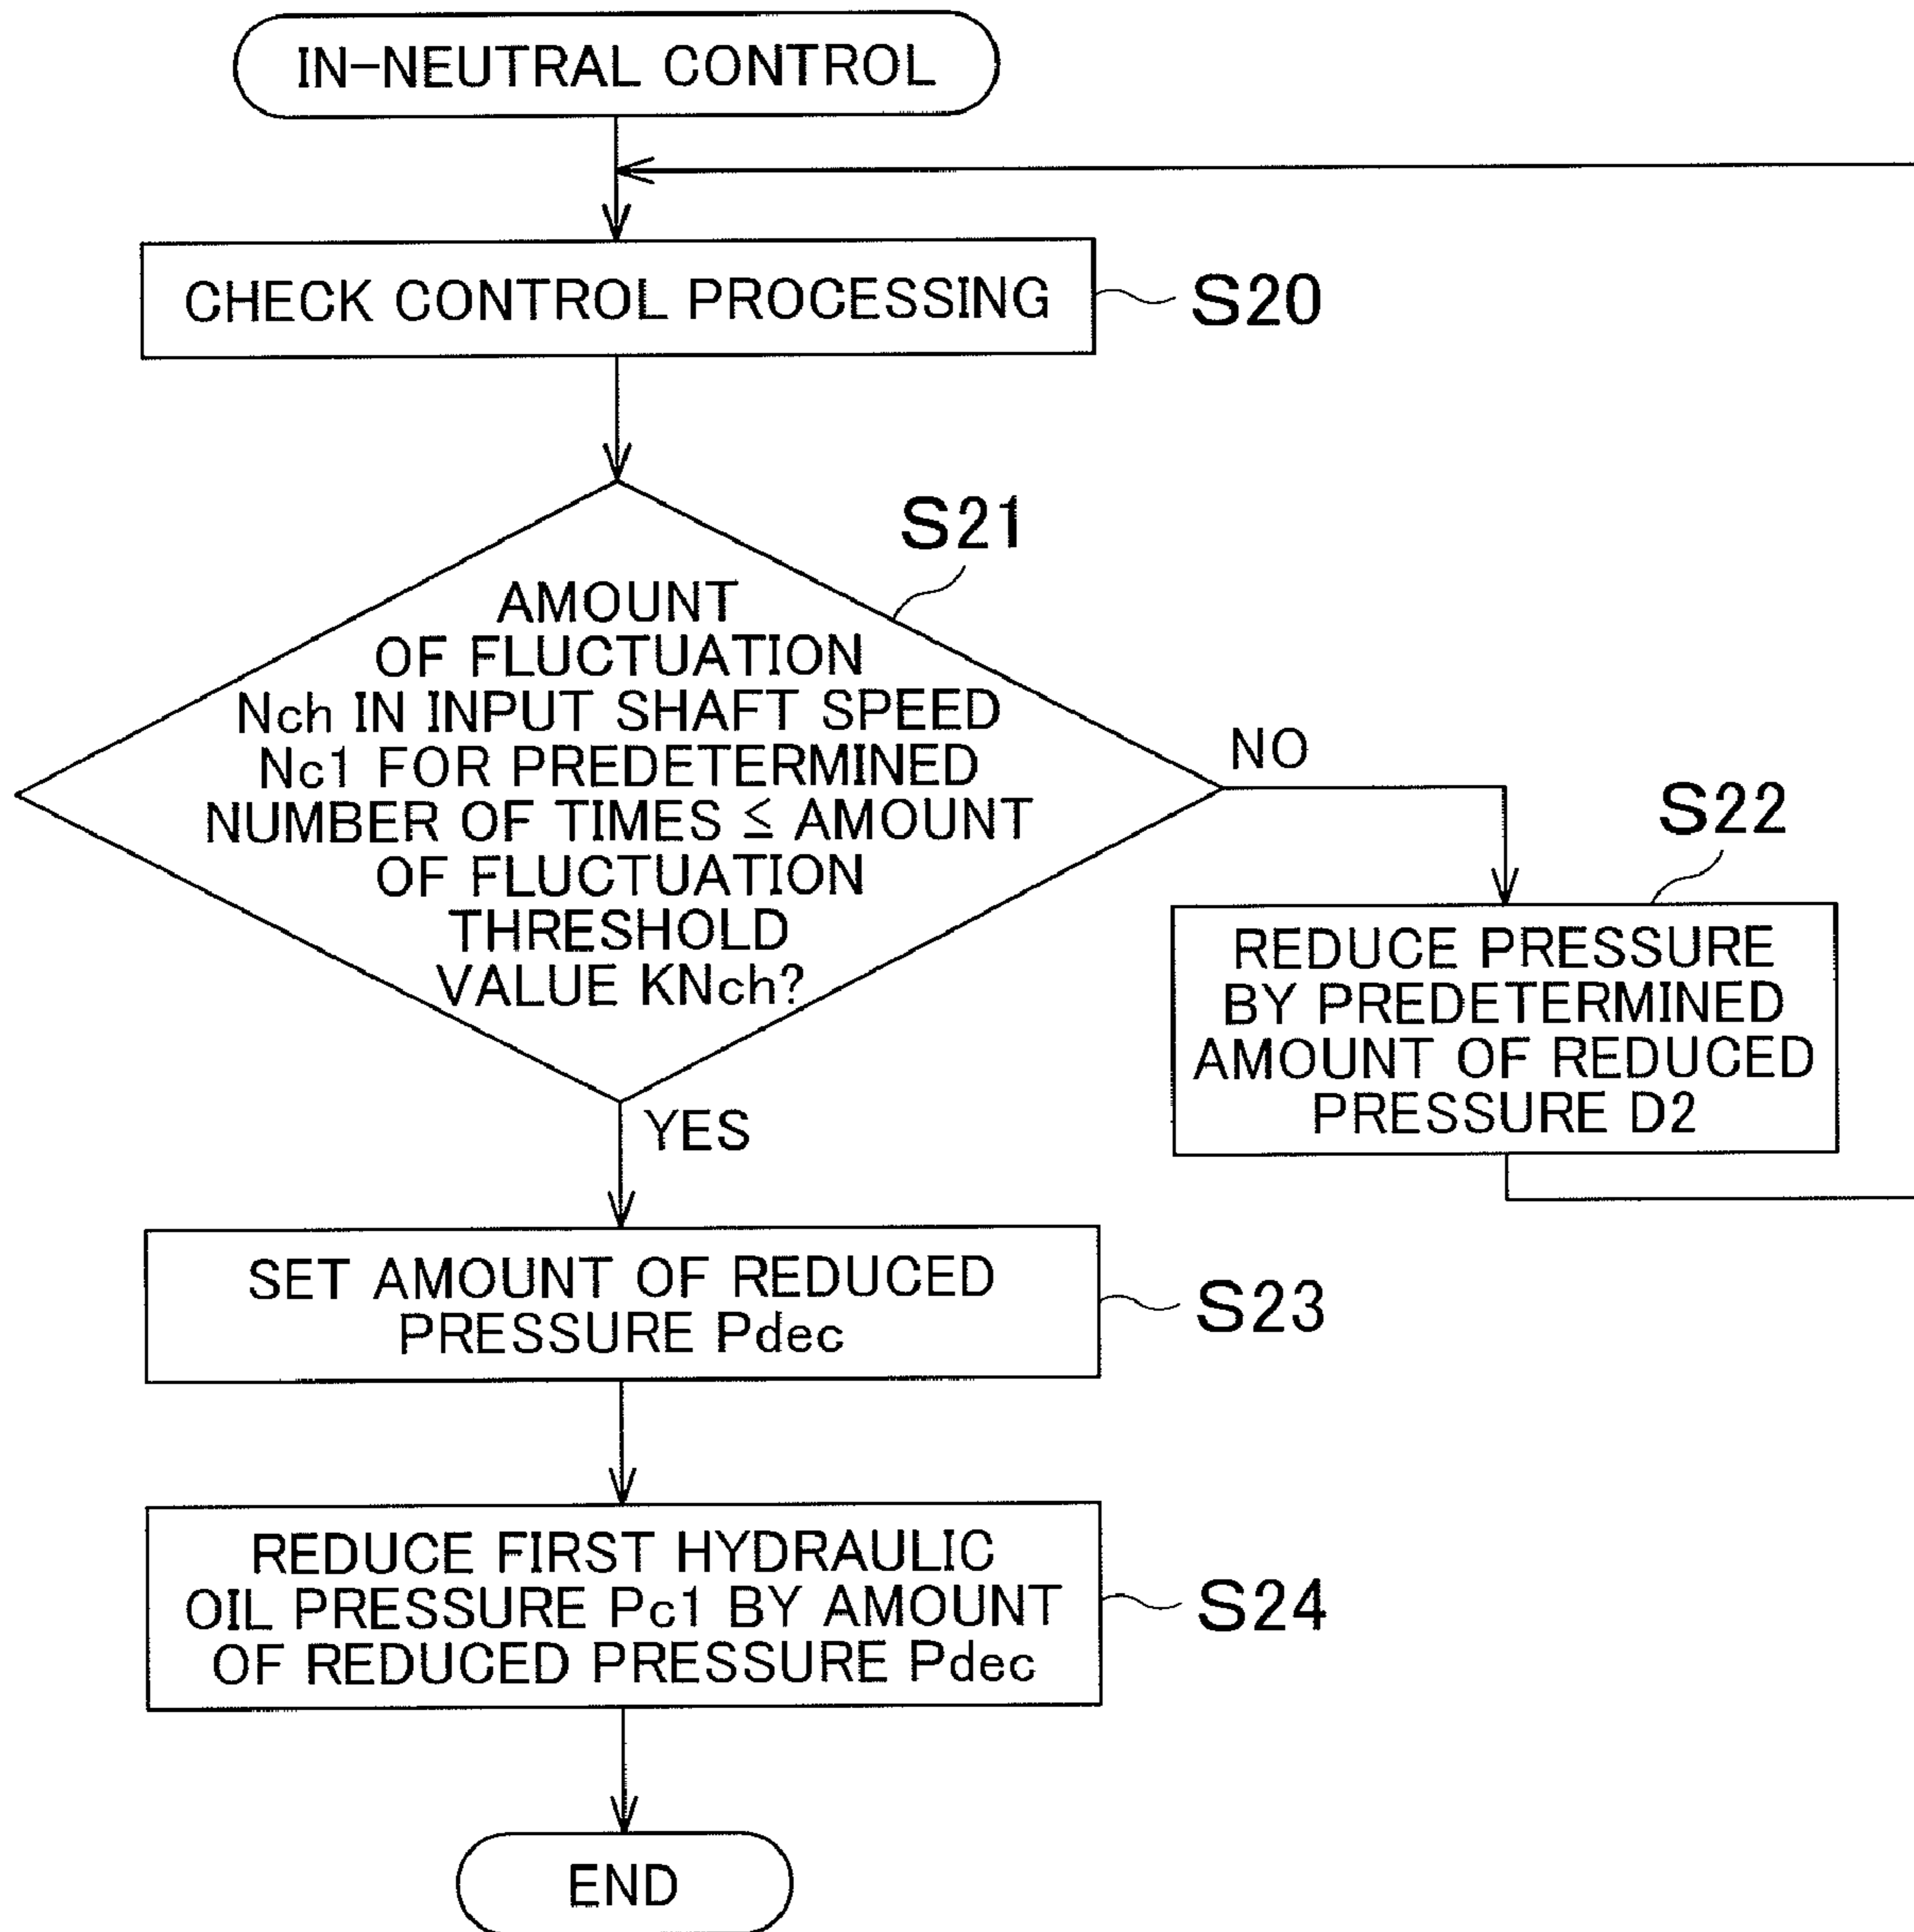 IN-NEUTRAL CONTROL
CHECK CONTROL PROCESSING
S20
S21
AMOUNT
OF FLUCTUATION
Nch IN INPUT SHAFT SPEED
Nc1 FOR PREDETERMINED
NUMBER OF TIMES ≤ AMOUNT
OF FLUCTUATION
THRESHOLD
VALUE KNch?
NO
S22
REDUCE PRESSURE
BY PREDETERMINED
AMOUNT OF REDUCED
PRESSURE D2
YES
SET AMOUNT OF REDUCED
PRESSURE Pdec
S23
REDUCE FIRST HYDRAULIC
OIL PRESSURE Pc1 BY AMOUNT
OF REDUCED PRESSURE Pdec
S24
END